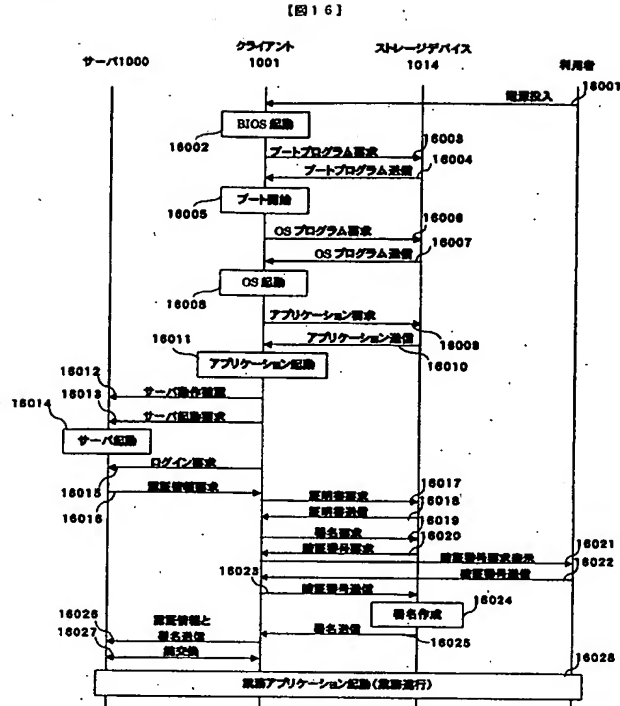 【図１６】
サーバ1000
クライアント
1001
ストレージデバイス
1014
利用者
電源投入
16001
BIOS 起動
16002
ブートプログラム要求
16003
ブートプログラム送信
16004
ブート開始
16005
OS プログラム要求
16006
OS プログラム送信
16007
OS 起動
16008
アプリケーション要求
16009
アプリケーション送信
16010
16011
アプリケーション起動
16012
サーバ動作確認
16013
サーバ起動要求
16014
サーバ起動
ログイン要求
16015
認証情報要求
16016
証明書要求
16017
証明書送信
16018
署名要求
16019
暗証番号要求
16020
暗証番号要求表示
16021
暗証番号送信
16022
16023
暗証番号送信
署名作成
16024
署名送信
16025
16026
認証情報と
署名送信
16027
鍵交換
16028
業務アプリケーション起動（業務遂行）